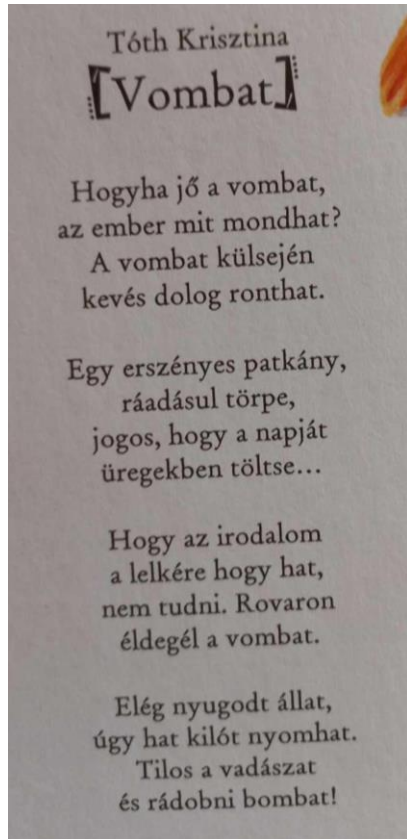 Tóth Krisztina
[Vombat]
Hogyha jő a vombat,
az ember mit mondhat?
A vombat külsején
kevés dolog ronthat.
Egy erszényes patkány,
ráadásul törpe,
jogos, hogy a napját
üregekben töltse...
Hogy az irodalom
a lelkére hogy hat,
nem tudni. Rovaron
éldegél a vombat.
Elég nyugodt állat,
úgy hat kilót nyomhat.
Tilos a vadászat
és rádobni bombat!